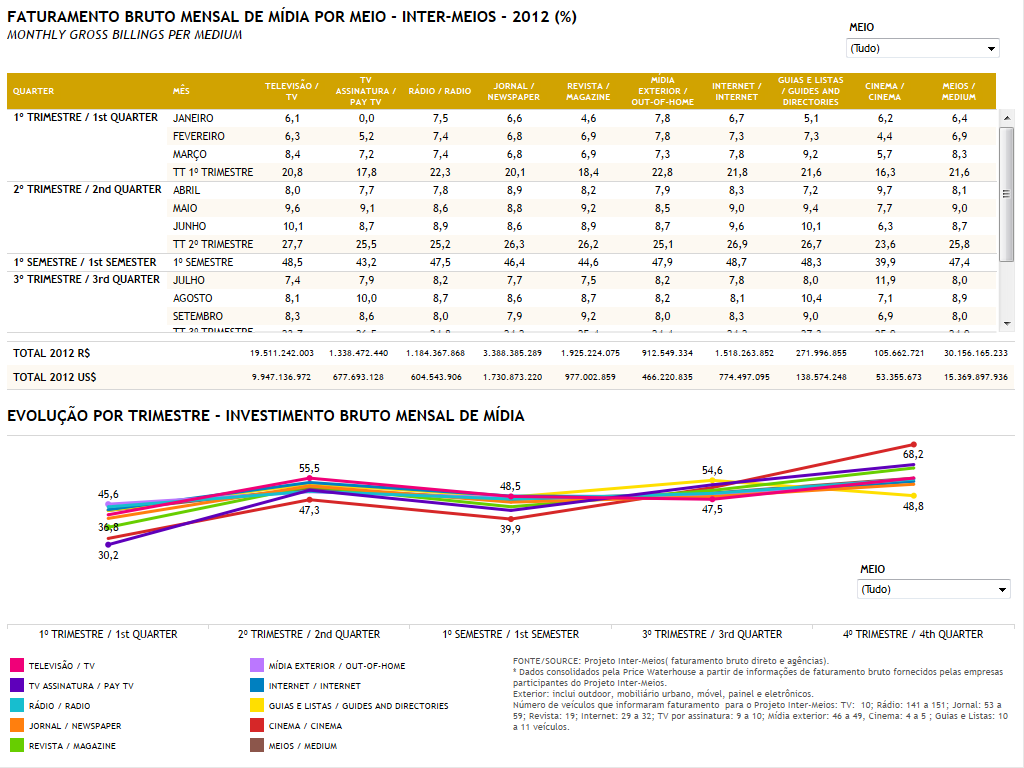 FATURAMENTO BRUTO MENSAL DE MÍDIA POR MEIO - INTER-MEIOS - 2012 (%)
MONTHLY GROSS BILLINGS PER MEDIUM
MEIO
(Tudo)
QUARTER MÊS TELEVISÃO / TV TV ASSINATURA / PAY TV RÁDIO / RADIO JORNAL / NEWSPAPER REVISTA / MAGAZINE MÍDIA EXTERIOR / OUT-OF-HOME INTERNET / INTERNET GUIAS E LISTAS / GUIDES AND DIRECTORIES CINEMA / CINEMA MEIOS / MEDIUM
1º TRIMESTRE / 1st QUARTER JANEIRO 6,1 0,0 7,5 6,6 4,6 7,8 6,7 5,1 6,2 6,4
FEVEREIRO 6,3 5,2 7,4 6,8 6,9 7,8 7,3 7,3 4,4 6,9
MARÇO 8,4 7,2 7,4 6,8 6,9 7,3 7,8 9,2 5,7 8,3
TT 1º TRIMESTRE 20,8 17,8 22,3 20,1 18,4 22,8 21,8 21,6 16,3 21,6
2º TRIMESTRE / 2nd QUARTER ABRIL 8,0 7,7 7,8 8,9 8,2 7,9 8,3 7,2 9,7 8,1
MAIO 9,6 9,1 8,6 8,8 9,2 8,5 9,0 9,4 7,7 9,0
JUNHO 10,1 8,7 8,9 8,6 8,9 8,7 9,6 10,1 6,3 8,7
TT 2º TRIMESTRE 27,7 25,5 25,2 26,3 26,2 25,1 26,9 26,7 23,6 25,8
1º SEMESTRE / 1st SEMESTER 1º SEMESTRE 48,5 43,2 47,5 46,4 44,6 47,9 48,7 48,3 39,9 47,4
3º TRIMESTRE / 3rd QUARTER JULHO 7,4 7,9 8,2 7,7 7,5 8,2 7,8 8,0 11,9 8,0
AGOSTO 8,1 10,0 8,7 8,6 8,7 8,2 8,1 10,4 7,1 8,9
SETEMBRO 8,3 8,6 8,0 7,9 9,2 8,0 8,3 9,0 6,9 8,0
TT 3º TRIMESTRE
TOTAL 2012 R$ 19.511.242.003 1.338.472.440 1.184.367.868 3.388.385.289 1.925.224.075 912.549.334 1.518.263.852 271.996.855 105.662.721 30.156.165.233
TOTAL 2012 US$ 9.947.136.972 677.693.128 604.543.906 1.730.873.220 977.002.859 466.220.835 774.497.095 138.574.248 53.355.673 15.369.897.936
EVOLUÇÃO POR TRIMESTRE - INVESTIMENTO BRUTO MENSAL DE MÍDIA
45,6
36,8
30,2
55,5
47,3
48,5
39,9
54,6
47,5
68,2
48,8
MEIO
(Tudo)
1º TRIMESTRE / 1st QUARTER 2º TRIMESTRE / 2nd QUARTER 1º SEMESTRE / 1st SEMESTER 3º TRIMESTRE / 3rd QUARTER 4º TRIMESTRE / 4th QUARTER
TELEVISÃO / TV
TV ASSINATURA / PAY TV
RÁDIO / RADIO
JORNAL / NEWSPAPER
REVISTA / MAGAZINE
MÍDIA EXTERIOR / OUT-OF-HOME
INTERNET / INTERNET
GUIAS E LISTAS / GUIDES AND DIRECTORIES
CINEMA / CINEMA
MEIOS / MEDIUM
FONTE/SOURCE: Projeto Inter-Meios( faturamento bruto direto e agências).
* Dados consolidados pela Price Waterhouse a partir de informações de faturamento bruto fornecidos pelas empresas
participantes do Projeto Inter-Meios.
Exterior: inclui outdoor, mobiliário urbano, móvel, painel e eletrônicos.
Número de veículos que informaram faturamento para o Projeto Inter-Meios: TV: 10; Rádio: 141 a 151; Jornal: 53 a
59; Revista: 19; Internet: 29 a 32; TV por assinatura: 9 a 10; Mídia exterior: 46 a 49, Cinema: 4 a 5 ; Guias e Listas: 10
a 11 veículos.